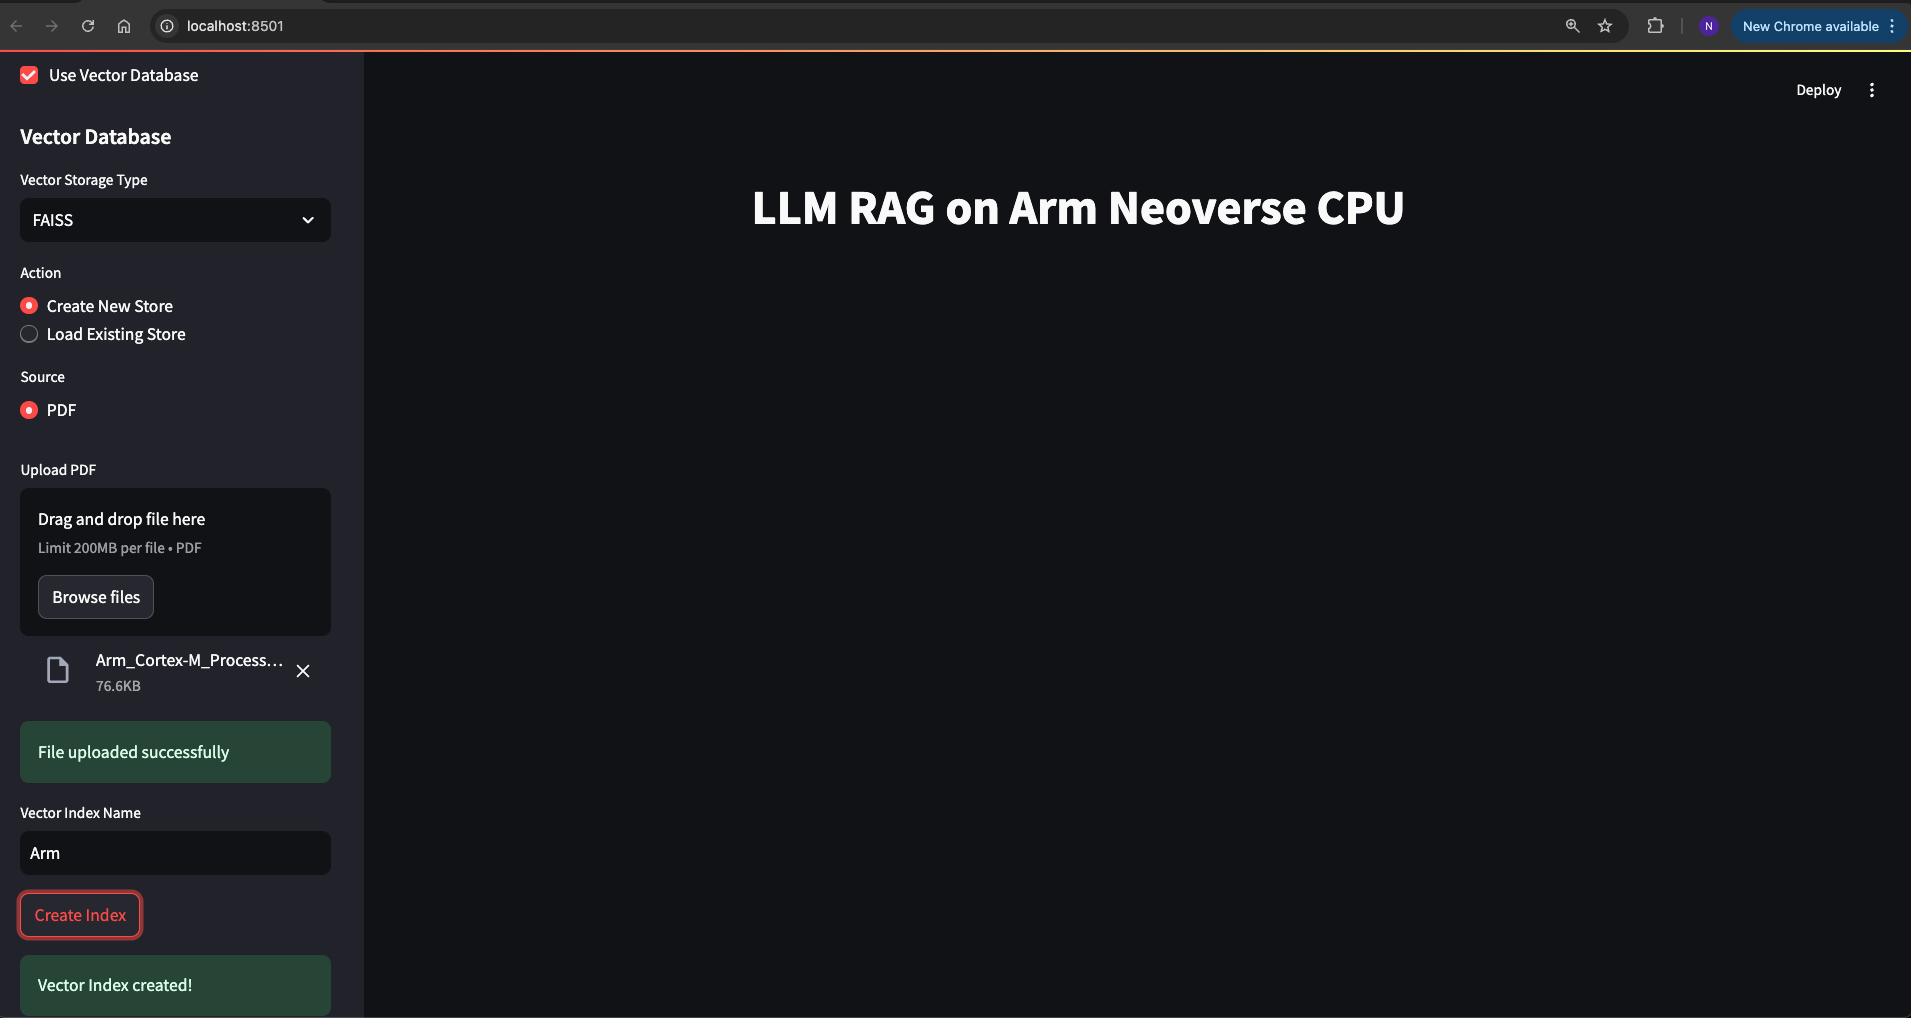 localhost:8501
N
New Chrome available
Use Vector Database
Deploy
Vector Database
Vector Storage Type
FAISS
LLM RAG on Arm Neoverse CPU
Action
Create New Store
Load Existing Store
Source
PDF
Upload PDF
Drag and drop file here
Limit 200MB per file • PDF
Browse files
Arm_Cortex-M_Process...
76.6KB
File uploaded successfully
Vector Index Name
Arm
Create Index
Vector Index created!